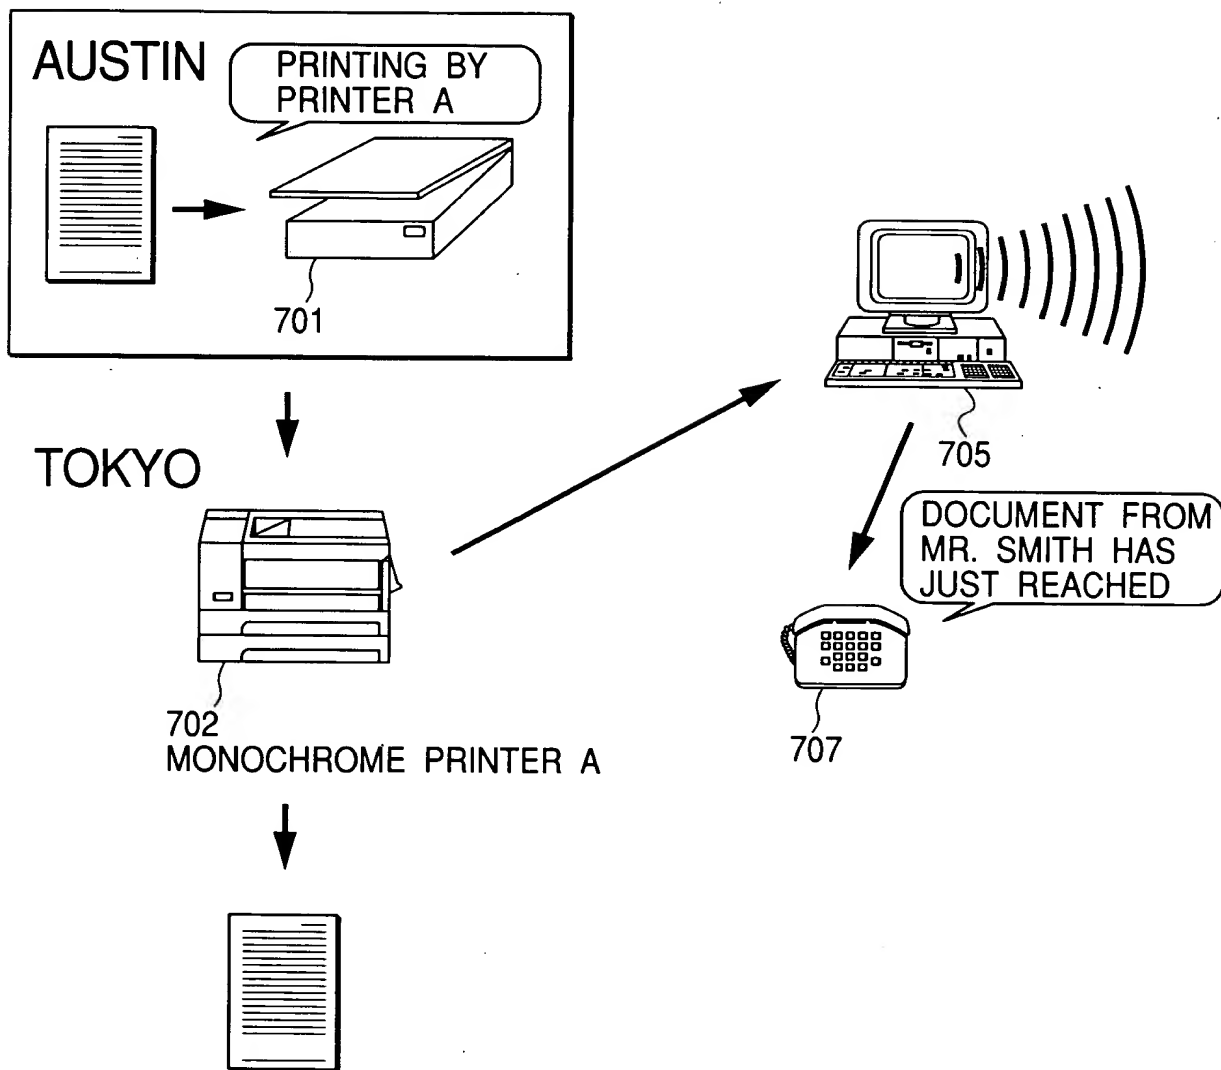 AUSTIN
PRINTING BY
PRINTER A
701
TOKYO
702
MONOCHROME PRINTER A
705
DOCUMENT FROM
MR. SMITH HAS
JUST REACHED
707